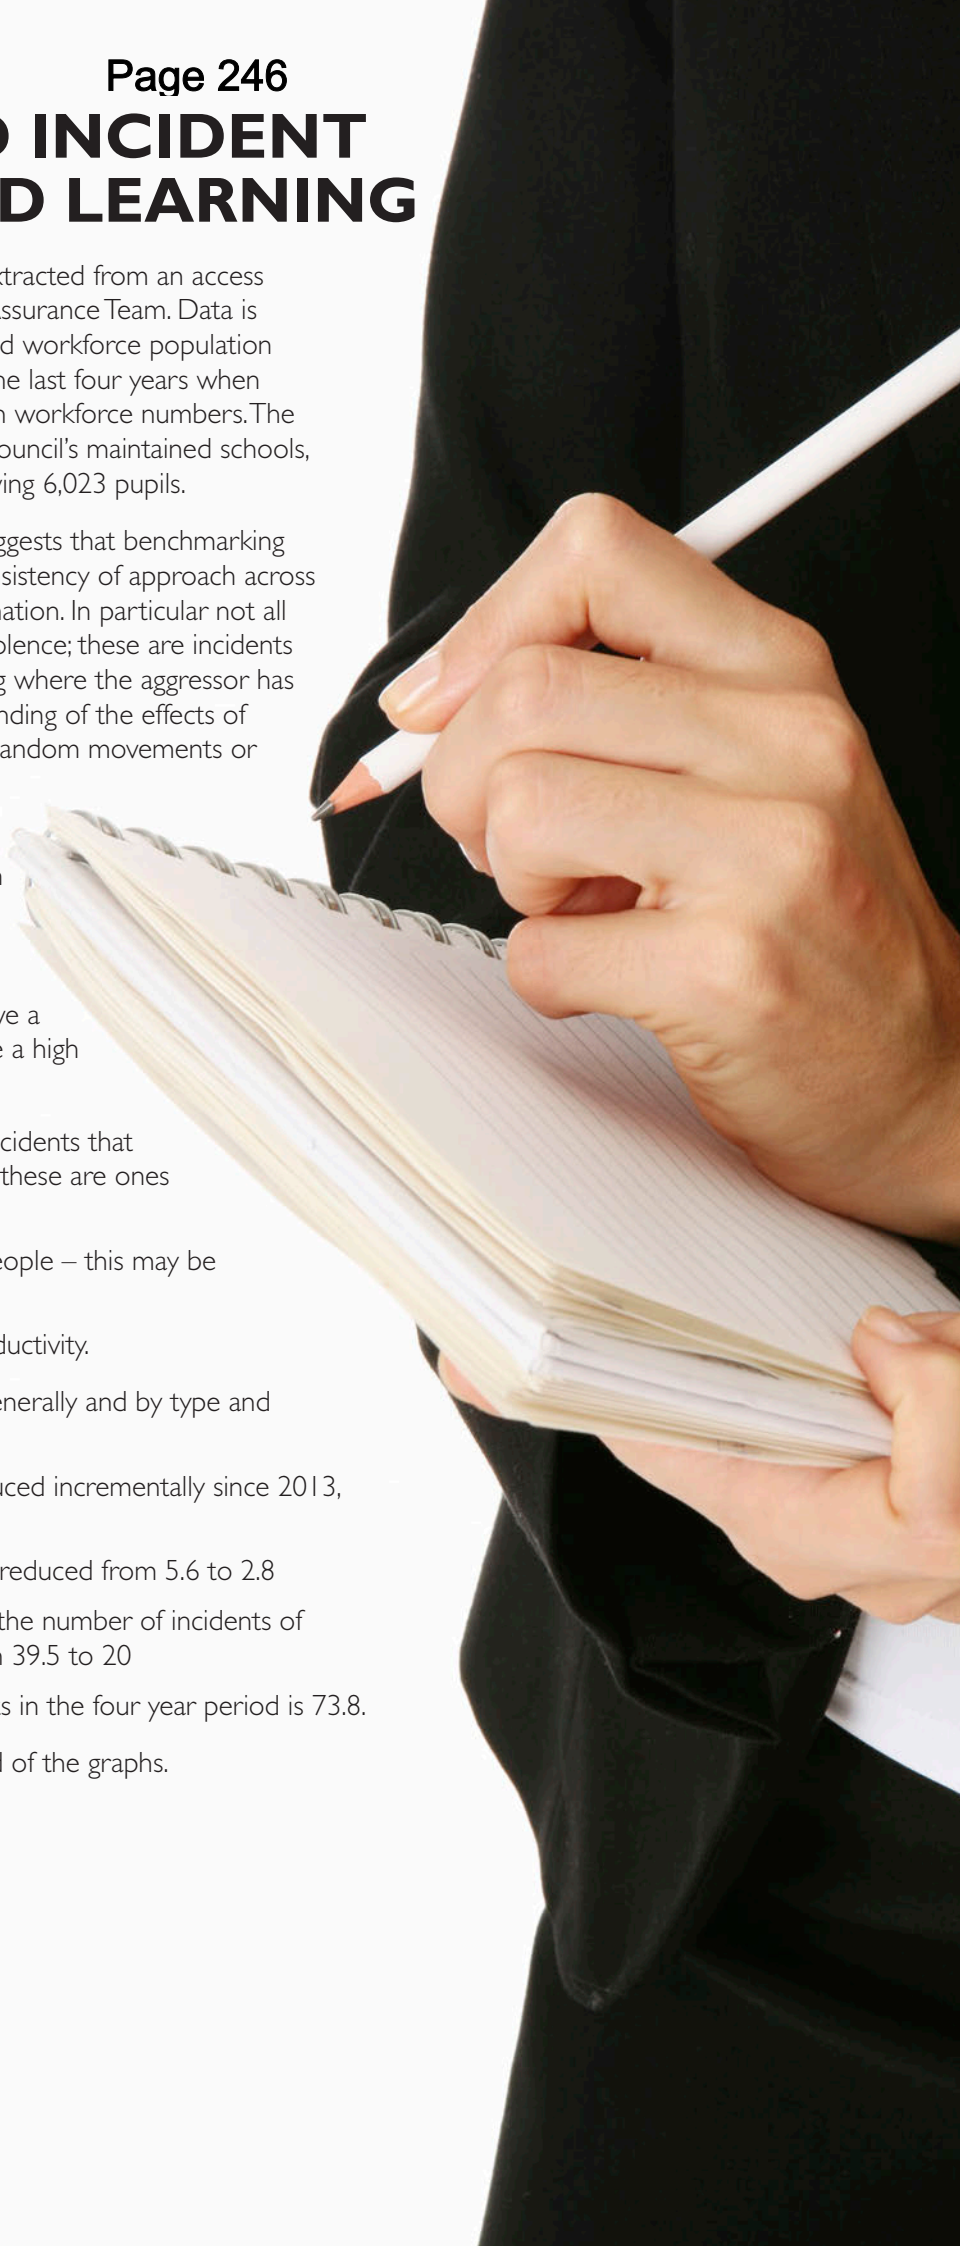 Page 246
INCIDENT
D LEARNING
tracted from an access
ssurance Team. Data is
d workforce population
ne last four years when
workforce numbers. The
ouncil's maintained schools,
ving 6,023 pupils.
ggests that benchmarking
sistency of approach across
nation. In particular not all
olence; these are incidents
g where the aggressor has
nding of the effects of
random movements or
ve a
e a high
cidents that
these are ones
eople – this may be
ductivity.
enerally and by type and
uced incrementally since 2013,
reduced from 5.6 to 2.8
the number of incidents of
39.5 to 20
s in the four year period is 73.8.
of the graphs.